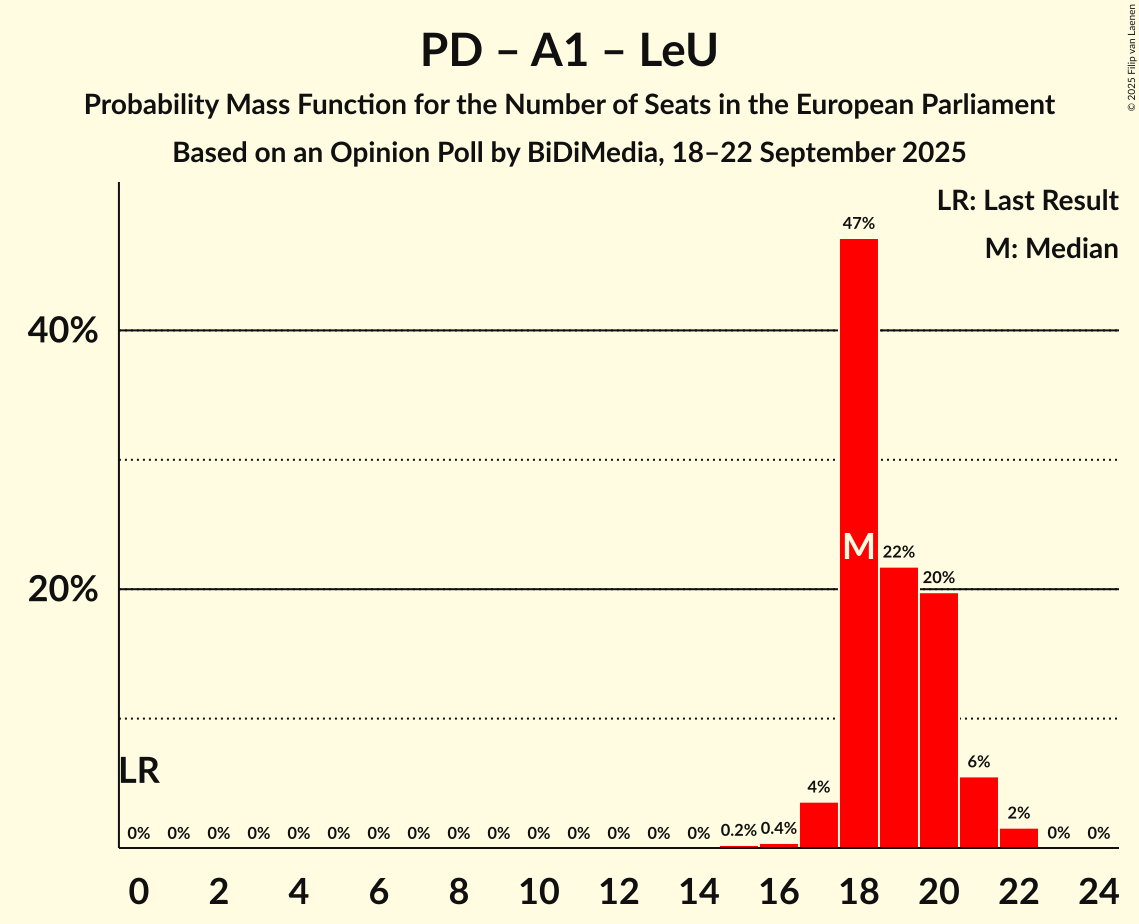 PD – A1 – LeU
Probability Mass Function for the Number of Seats in the European Parliament
Based on an Opinion Poll by BiDiMedia, 18–22 September 2025
© 2025 Filip van Laenen
LR: Last Result
M: Median
47%
40%
M
22%
20%
20%
LR
6%
4%
2%
0% 0% 0% 0% 0% 0% 0% 0% 0% 0% 0% 0% 0% 0% 0% 0.2% 0.4% 0% 0%
0 2 4 6 8 10 12 14 16 18 20 22 24